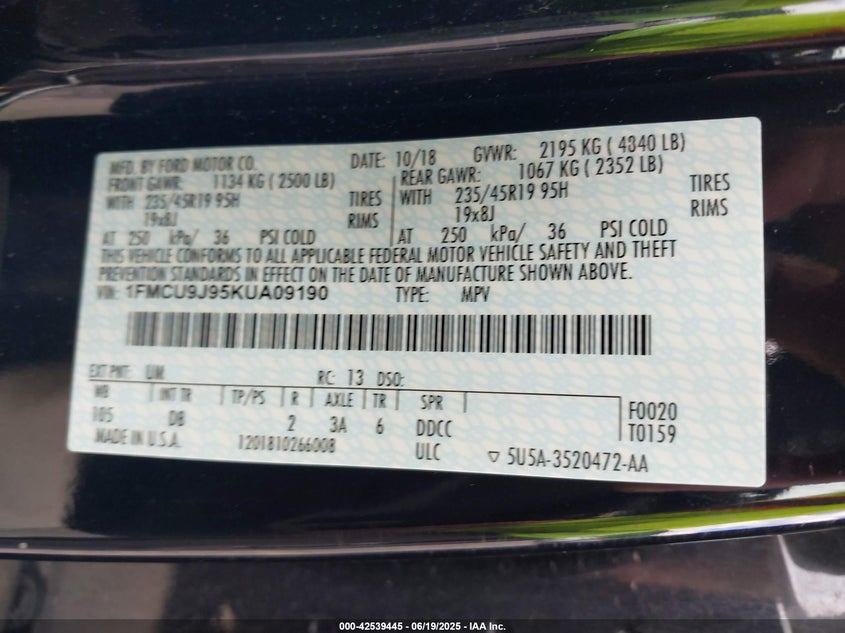 MFD. BY FORD MOTOR CO. DATE: 10/18 GVWR: 2195 KG ( 4840 LB)
FRONT GAWR: 1134 KG ( 2500 LB) REAR GAWR: 1067 KG ( 2352 LB)
WITH 235/45R19 95H TIRES WITH 235/45R19 95H TIRES
19x8J RIMS 19x8J RIMS
AT 250 kPa/ 36 PSI COLD AT 250 kPa/ 36 PSI COLD
THIS VEHICLE CONFORMS TO ALL APPLICABLE FEDERAL MOTOR VEHICLE SAFETY AND THEFT
PREVENTION STANDARDS IN EFFECT ON THE DATE OF MANUFACTURE SHOWN ABOVE.
VIN: 1FMCU9J95KUA09190 TYPE: MPV
EXT PNT: UM RC: 13 DSO:
WB INT TR TP/PS R AXLE TR SPR
105 DB 2 3A 6 DDCC
F0020
T0159
MADE IN U.S.A. 1201810266008 ULC ▽ 5U5A-3520472-AA
000-42539445 - 06/19/2025 - IAA Inc.